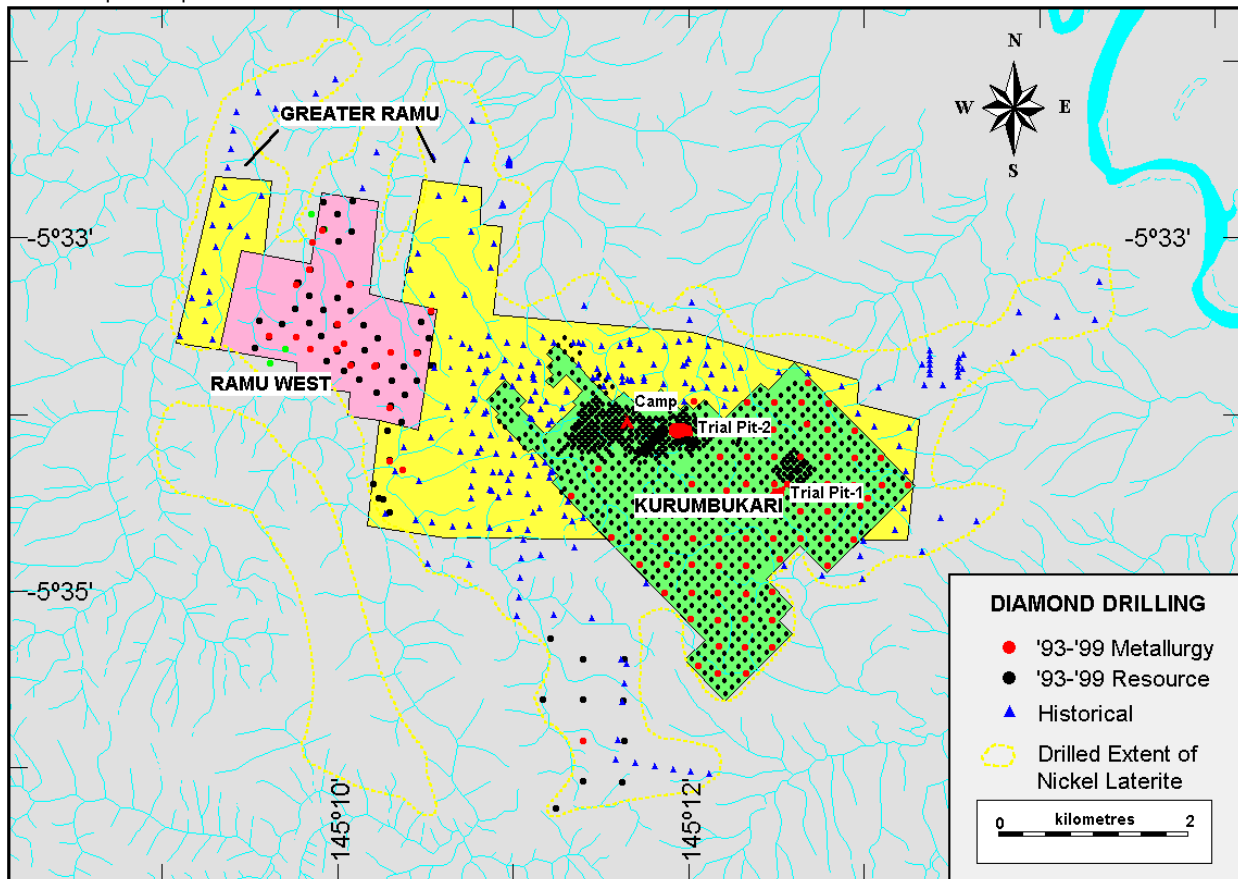 N
GREATER RAMU
W E
S
-5º33' -5º33'
RAMU WEST
Camp
Trial Pit-2
Trial Pit-1
KURUMBUKARI
-5º35'
DIAMOND DRILLING
'93-'99 Metallurgy
'93-'99 Resource
Historical
Drilled Extent of
Nickel Laterite
145º10'
145º12'
0 kilometres 2